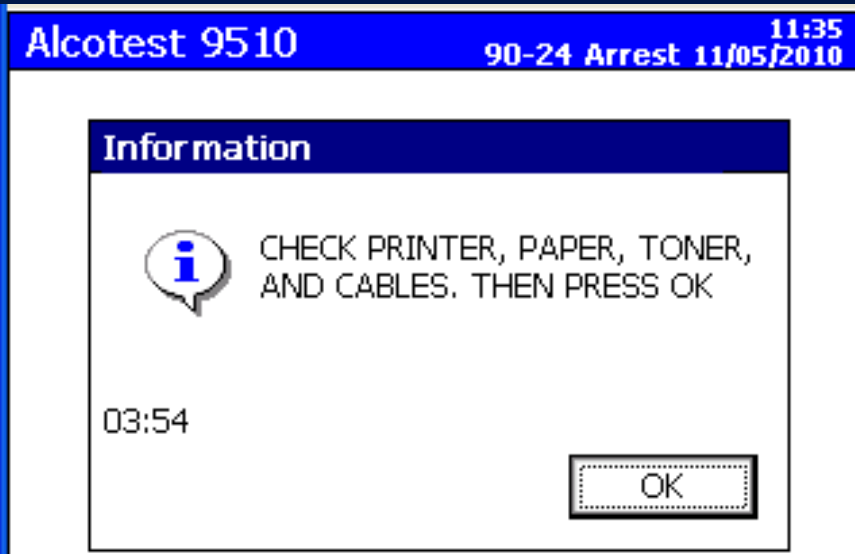 Alcotest 9510
11:35
90-24 Arrest 11/05/2010
Information
i
CHECK PRINTER, PAPER, TONER,
AND CABLES. THEN PRESS OK
03:54
OK